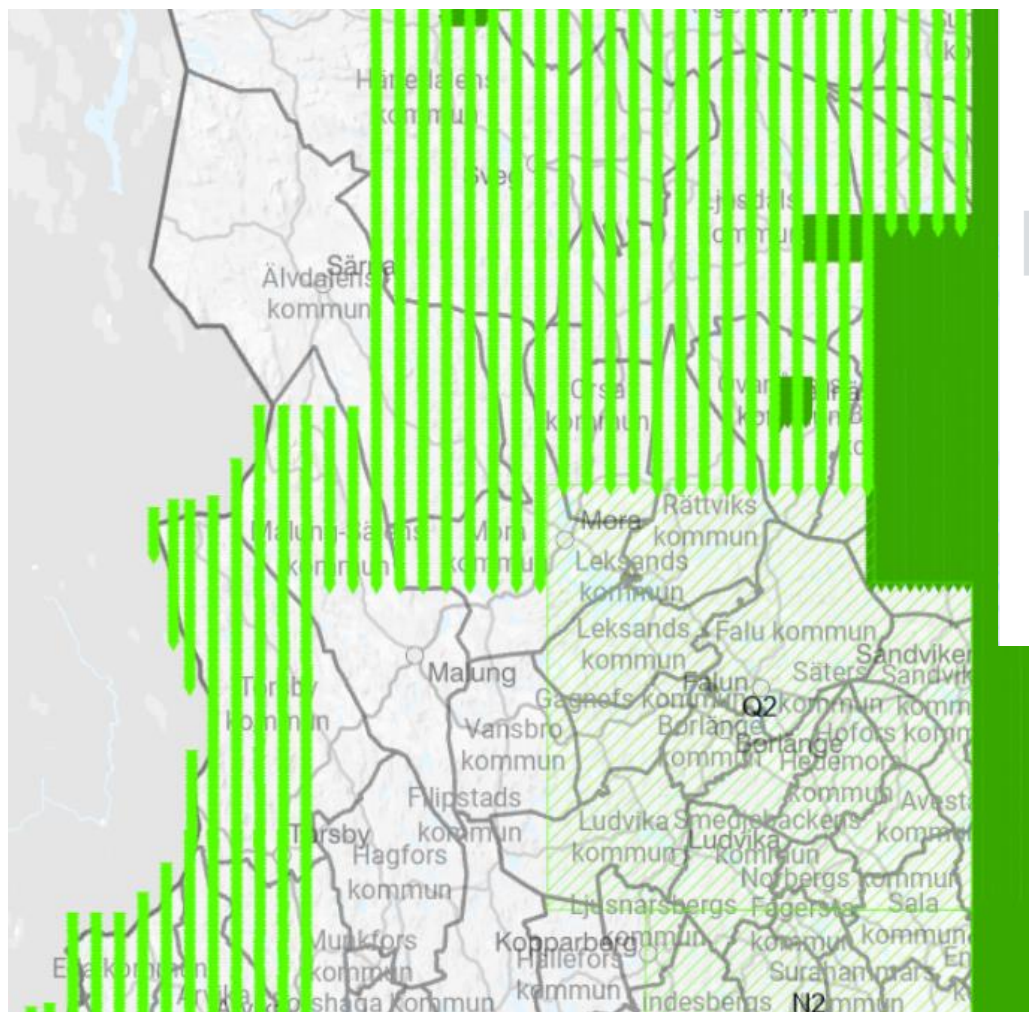 Härjedalens
kommun
Sveg
Ljusdals
kommun
Särna
Älvdalens
kommun
Orsa
kommun
Rättviks
kommun
Mora
Malung-Sälens
kommun
Mora
kommun
Leksands
kommun
Leksands
kommun
Falu kommun
Sandviken
Malung
Falun
Säters
kommun
Gagnefs kommun
Q2
Torsby
kommun
Vansbro
kommun
Borlänge
kommun
Borlänge
Hofors
Hedemora
kommun
Filipstads
kommun
Ludvika
kommun
Smedjebackens
kommun
Ludvika
Torsby
Hagfors
kommun
Norbergs kommun
Ljusnarsbergs
kommun
Fagersta
kommun
Sala
kommun
Kopparberg
Munkfors
kommun
Hällefors
kommun
Eda kommun
Surahammars
kommun
Arvika
kommun
Lindesbergs
N2